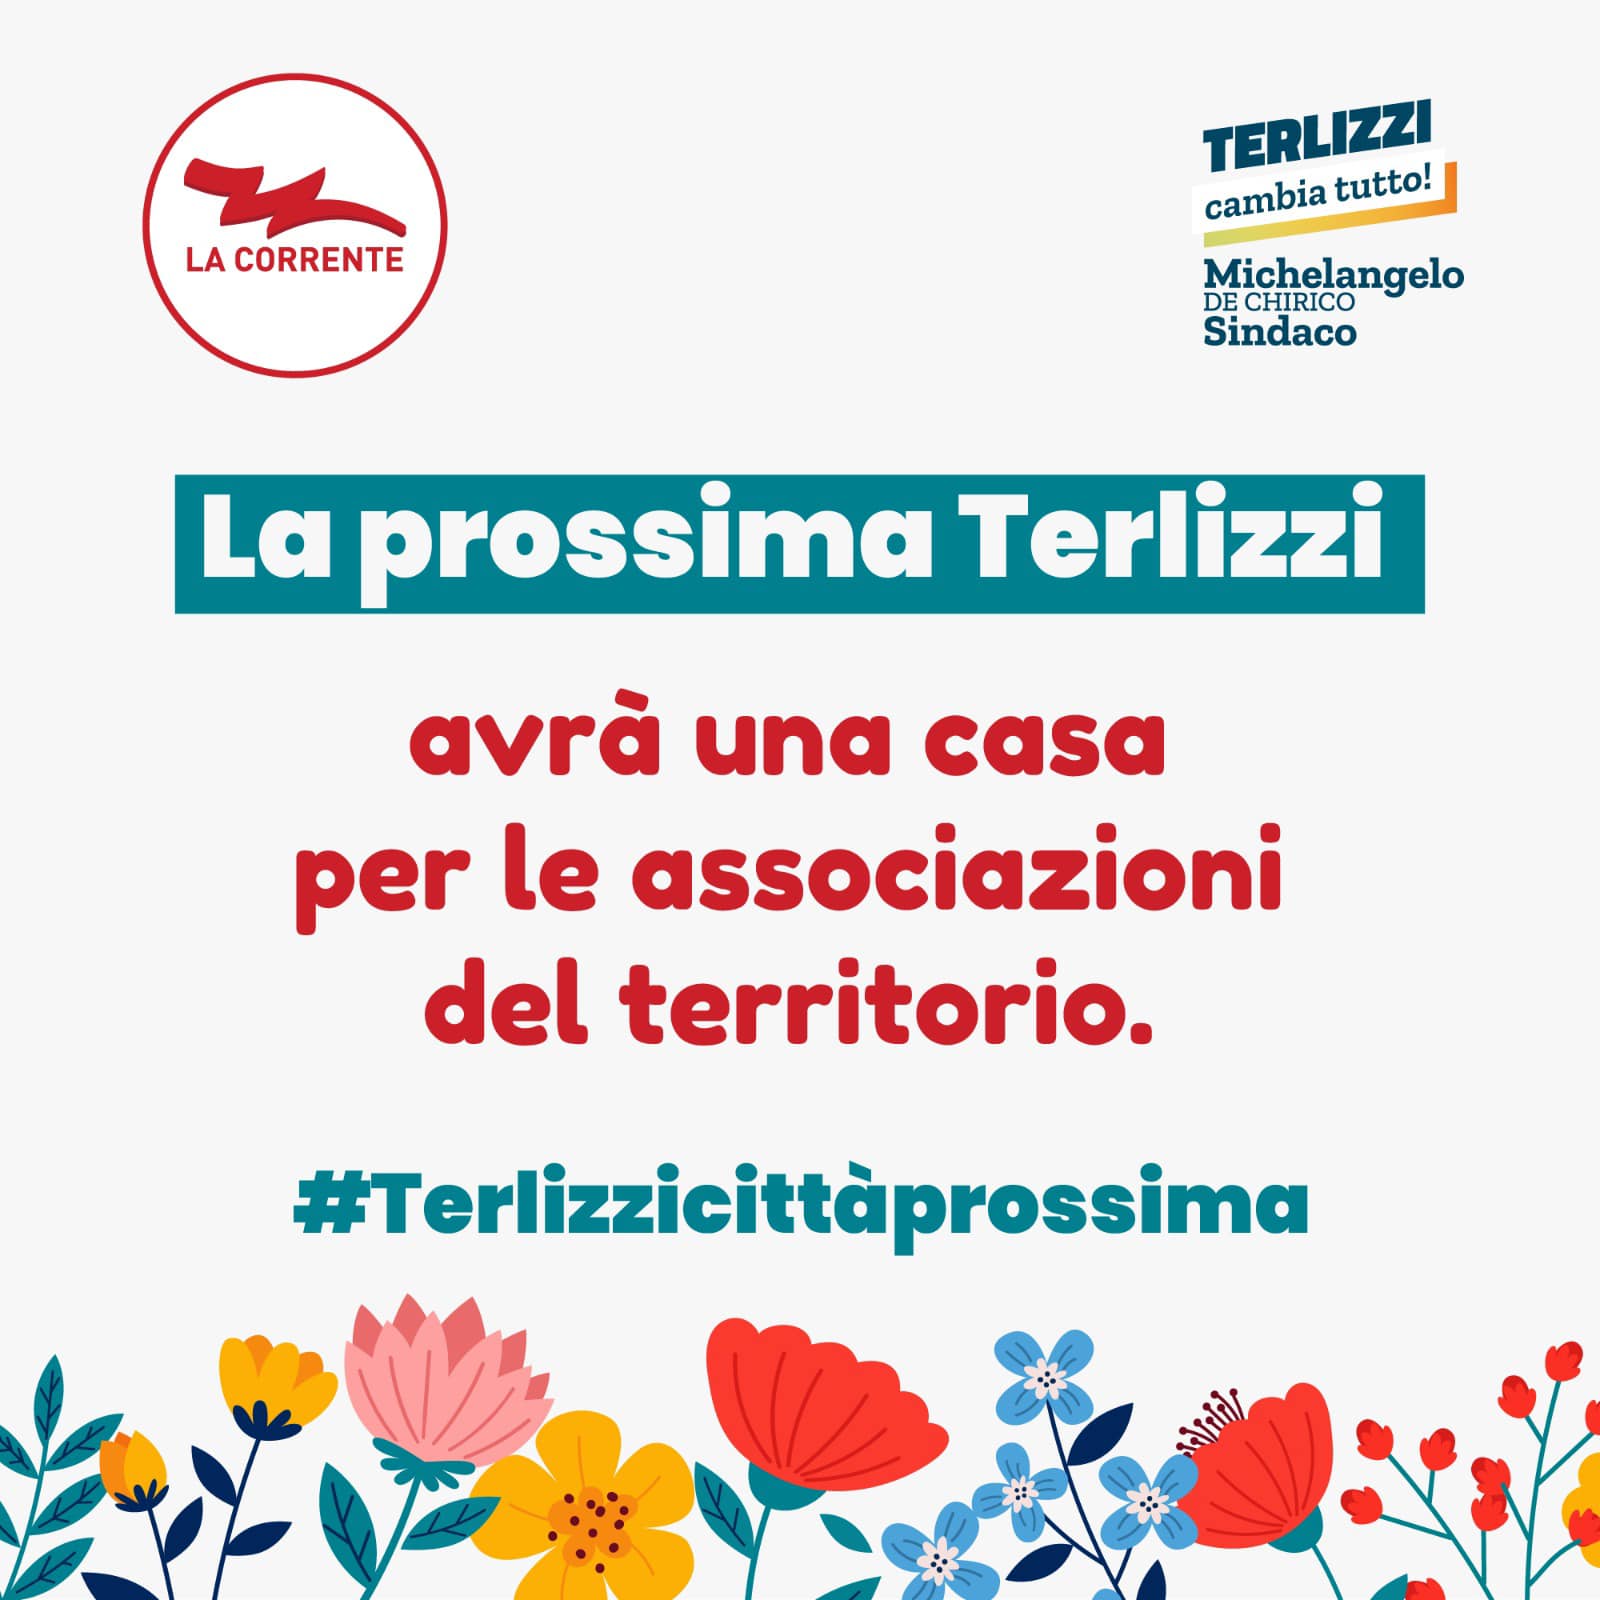 LA CORRENTE
TERLIZZI
cambia tutto!
Michelangelo
DE CHIRICO
Sindaco
La prossima Terlizzi
avrà una casa
per le associazioni
del territorio.
#Terlizzicittàprossima